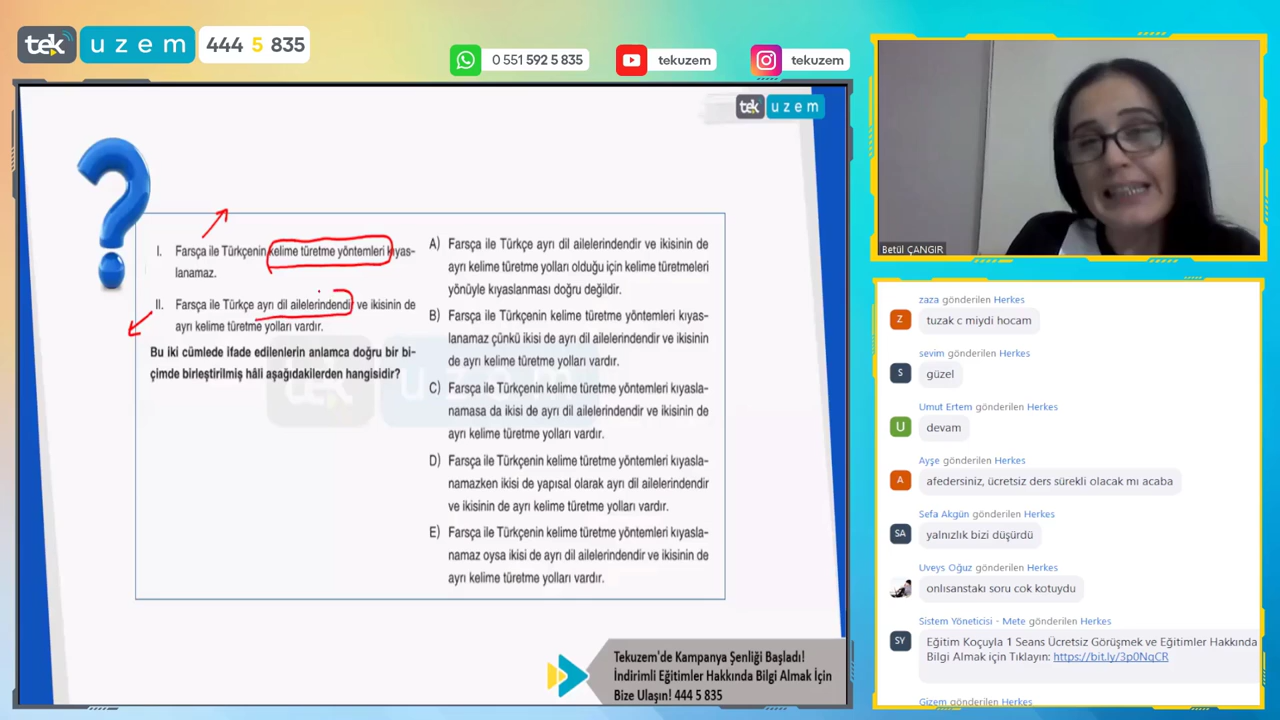 tek
uzem
444 5 835
0 551 592 5 835
tekuzem
tekuzem
tek uzem
I. Farsça ile Türkçenin kelime türetme yöntemleri kıyas-
lanamaz.
II. Farsça ile Türkçe ayrı dil ailelerindendir ve ikisinin de
ayrı kelime türetme yolları vardır.
Bu iki cümlede ifade edilenlerin anlamca doğru bir bi-
çimde birleştirilmiş hâli aşağıdakilerden hangisidir?
A) Farsça ile Türkçe ayrı dil ailelerindendir ve ikisinin de
ayrı kelime türetme yolları olduğu için kelime türetmeleri
yönüyle kıyaslanması doğru değildir.
B) Farsça ile Türkçenin kelime türetme yöntemleri kıyas-
lanamaz çünkü ikisi de ayrı dil ailelerindendir ve ikisinin
de ayrı kelime türetme yolları vardır.
C) Farsça ile Türkçenin kelime türetme yöntemleri kıyasla-
namasa da ikisi de ayrı dil ailelerindendir ve ikisinin de
ayrı kelime türetme yolları vardır.
D) Farsça ile Türkçenin kelime türetme yöntemleri kıyasla-
namazken ikisi de yapısal olarak ayrı dil ailelerindendir
ve ikisinin de ayrı kelime türetme yolları vardır.
E) Farsça ile Türkçenin kelime türetme yöntemleri kıyasla-
namaz oysa ikisi de ayrı dil ailelerindendir ve ikisinin de
ayrı kelime türetme yolları vardır.
tek uzem
Tekuzem'de Kampanya Şenliği Başladı!
İndirimli Eğitimler Hakkında Bilgi Almak İçin
Bize Ulaşın! 444 5 835
Betül ÇANGIR
zaza gönderilen Herkes
Z
tuzak c miydi hocam
sevim gönderilen Herkes
S
güzel
Umut Ertem gönderilen Herkes
U
devam
Ayşe gönderilen Herkes
A
afedersiniz, ücretsiz ders sürekli olacak mı acaba
Sefa Akgün gönderilen Herkes
SA
yalnızlık bizi düşürdü
Uveys Oğuz gönderilen Herkes
onlısanstakı soru cok kotuydu
Sistem Yöneticisi - Mete gönderilen Herkes
SY
Eğitim Koçuyla 1 Seans Ücretsiz Görüşmek ve Eğitimler Hakkında
Bilgi Almak için Tıklayın: https://bit.ly/3p0NqCR
Gizem gönderilen Herkes